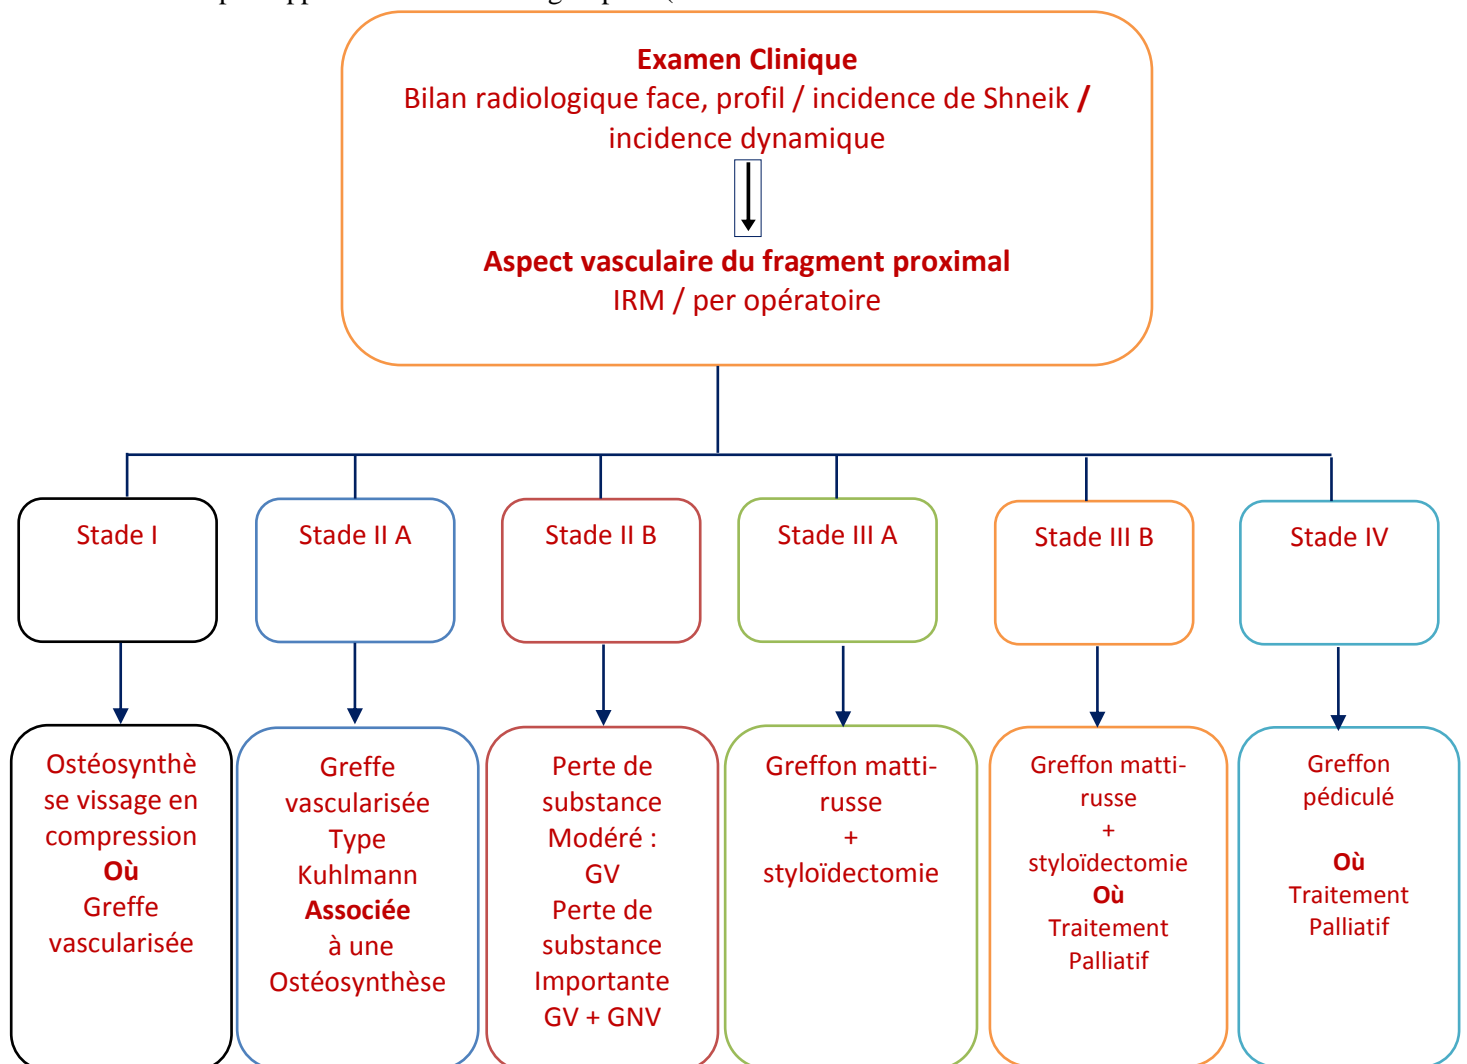 Examen Clinique
Bilan radiologique face, profil / incidence de Shneik /
incidence dynamique
Aspect vasculaire du fragment proximal
IRM / per opératoire
Stade I
Stade II A
Stade II B
Stade III A
Stade III B
Stade IV
Ostéosynthè
se vissage en
compression
Où
Greffe
vascularisée
Greffe
vascularisée
Type
Kuhlmann
Associée
à une
Ostéosynthèse
Perte de
substance
Modéré :
GV
Perte de
substance
Importante
GV + GNV
Greffon matti-
russe
+
styloïdectomie
Greffon matti-
russe
+
styloïdectomie
Où
Traitement
Palliatif
Greffon
pédiculé
Où
Traitement
Palliatif